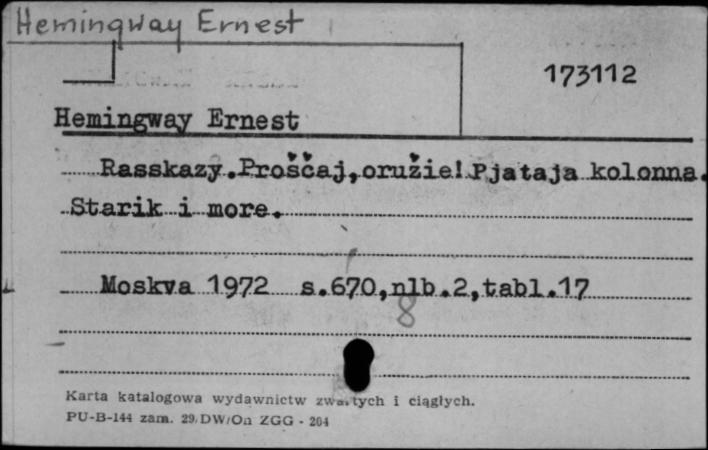 Hemingway Ernest
173112
Hemingway Ernest
Rasskazy.Proščaj,oružie!Pjataja kolonna.
Starik i more.
Moskva 1972 s.670,nlb.2,tabl.17
8
Karta katalogowa wydawnictw zwartych i ciągłych.
PU-B-144 zam. 29.DW/On ZGG - 204